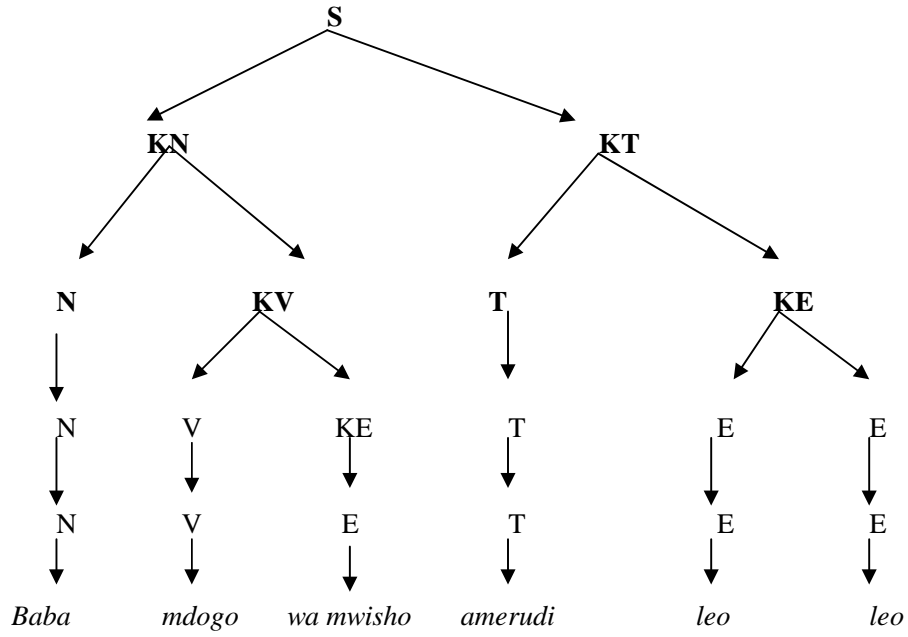 S
KN KT
N KV T KE
N V KE T E E
N V E T E E
Baba mdogo wa mwisho amerudi leo leo